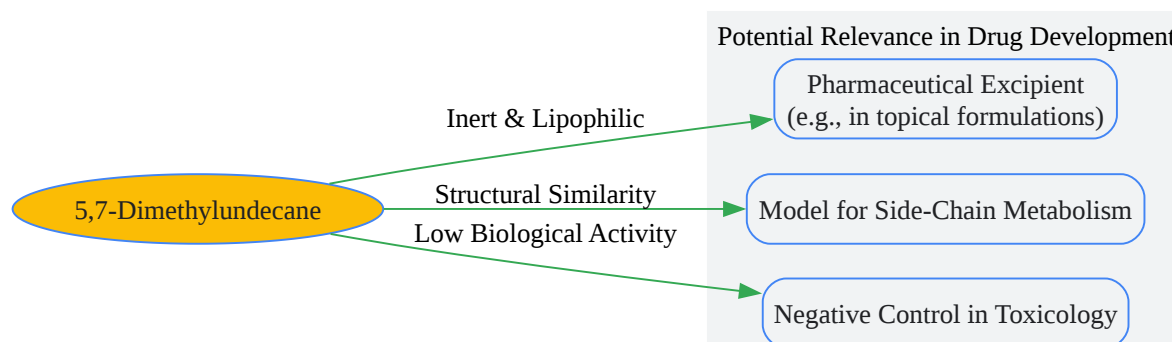 Potential Relevance in Drug Development
Pharmaceutical Excipient
(e.g., in topical formulations)
Inert & Lipophilic
5,7-Dimethylundecane
Structural Similarity
Model for Side-Chain Metabolism
Low Biological Activity
Negative Control in Toxicology